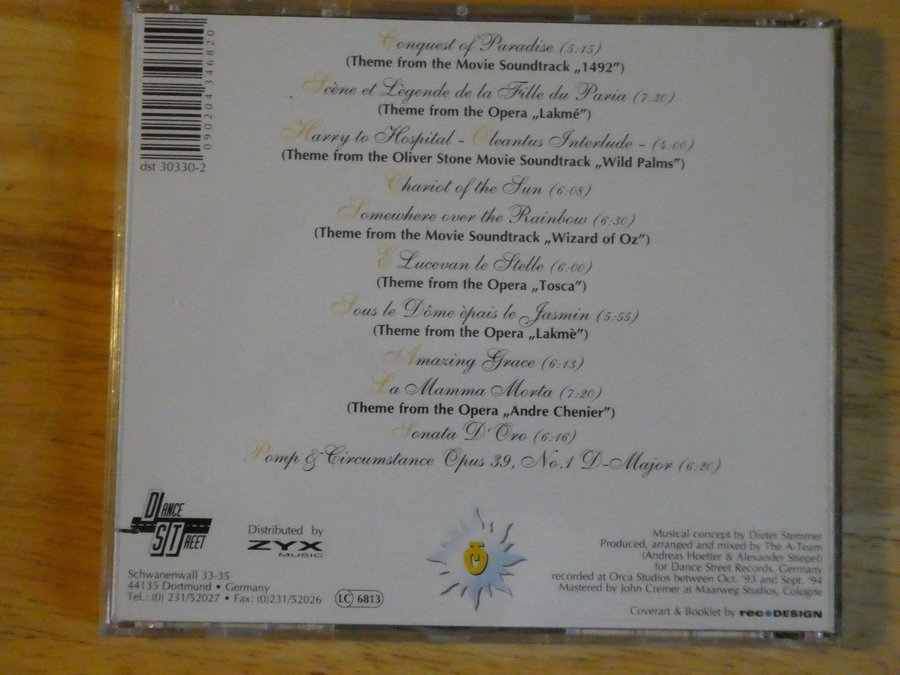 Conquest of Paradise (5:15)
(Theme from the Movie Soundtrack „1492”)
Scène et Lègende de la Fille du Paria (7:30)
(Theme from the Opera „Lakmé”)
Harry to Hospital - Oleantus Interlude - (4:00)
(Theme from the Oliver Stone Movie Soundtrack „Wild Palms”)
Chariot of the Sun (6:08)
Somewhere over the Rainbow (6:30)
(Theme from the Movie Soundtrack „Wizard of Oz”)
E Lucevan le Stelle (6:00)
(Theme from the Opera „Tosca”)
Sous le Dôme èpais le Jasmin (5:55)
(Theme from the Opera „Lakmè”)
Amazing Grace (6:13)
La Mamma Morta (7:20)
(Theme from the Opera „Andre Chenier”)
Sonata D'Oro (6:16)
Pomp & Circumstance Opus 39, No.1 D-Major (6:20)
090204346820
dst 30330-2
DANCE
STREET
Distributed by
ZYX
MUSIC
Schwanenwall 33-35
44135 Dortmund • Germany
Tel.: (0) 231/52027 • Fax: (0)231/52026
LC 6813
Musical concept by Dieter Stemmer
Produced, arranged and mixed by The A-Team
(Andreas Hoetter & Alexander Stiepel)
for Dance Street Records, Germany
recorded at Orca Studios between Oct. '93 and Sept. '94
Mastered by John Cremer at Maarweg Studios, Cologne
Coverart & Booklet by rec•DESIGN